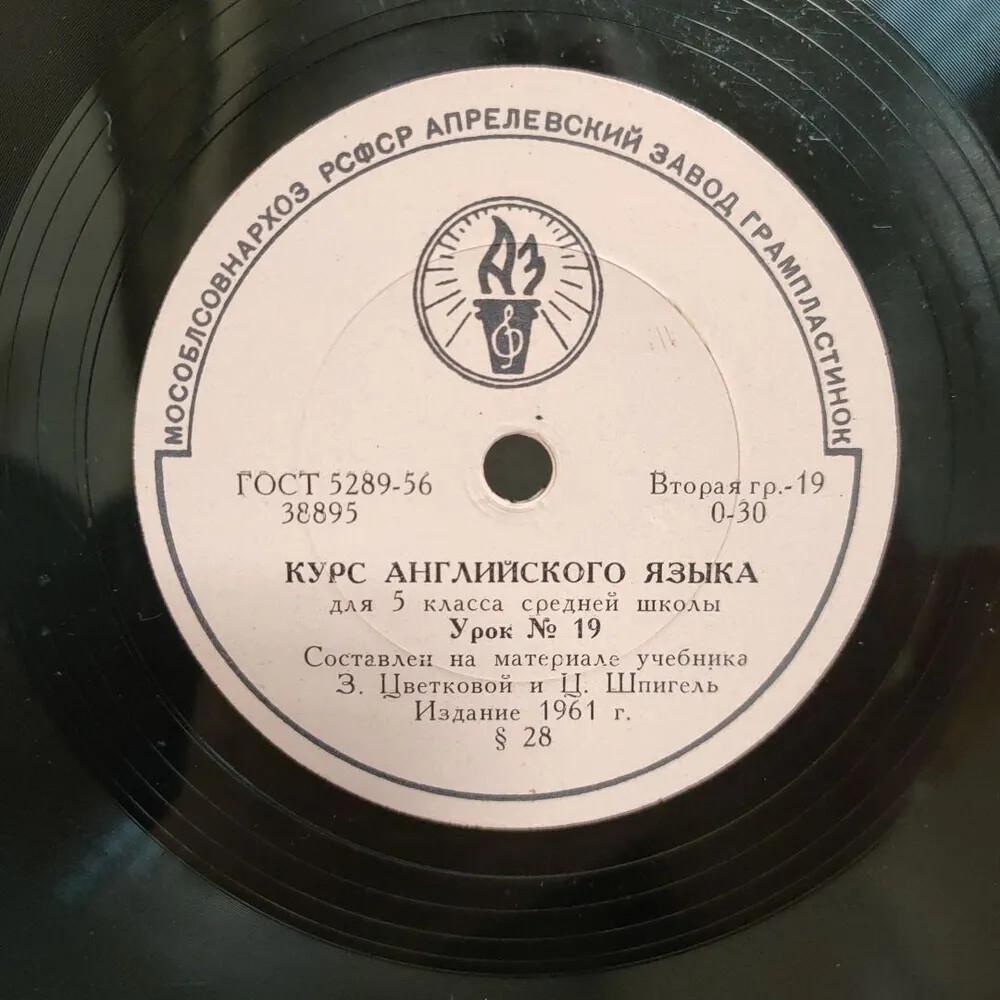 МОСОБЛСОВНАРХОЗ РСФСР АПРЕЛЕВСКИЙ ЗАВОД ГРАМПЛАСТИНОК
АЗ
ГОСТ 5289-56
38895
Вторая гр.-19
0-30
КУРС АНГЛИЙСКОГО ЯЗЫКА
для 5 класса средней школы
Урок № 19
Составлен на материале учебника
З. Цветковой и Ц. Шпигель
Издание 1961 г.
§ 28